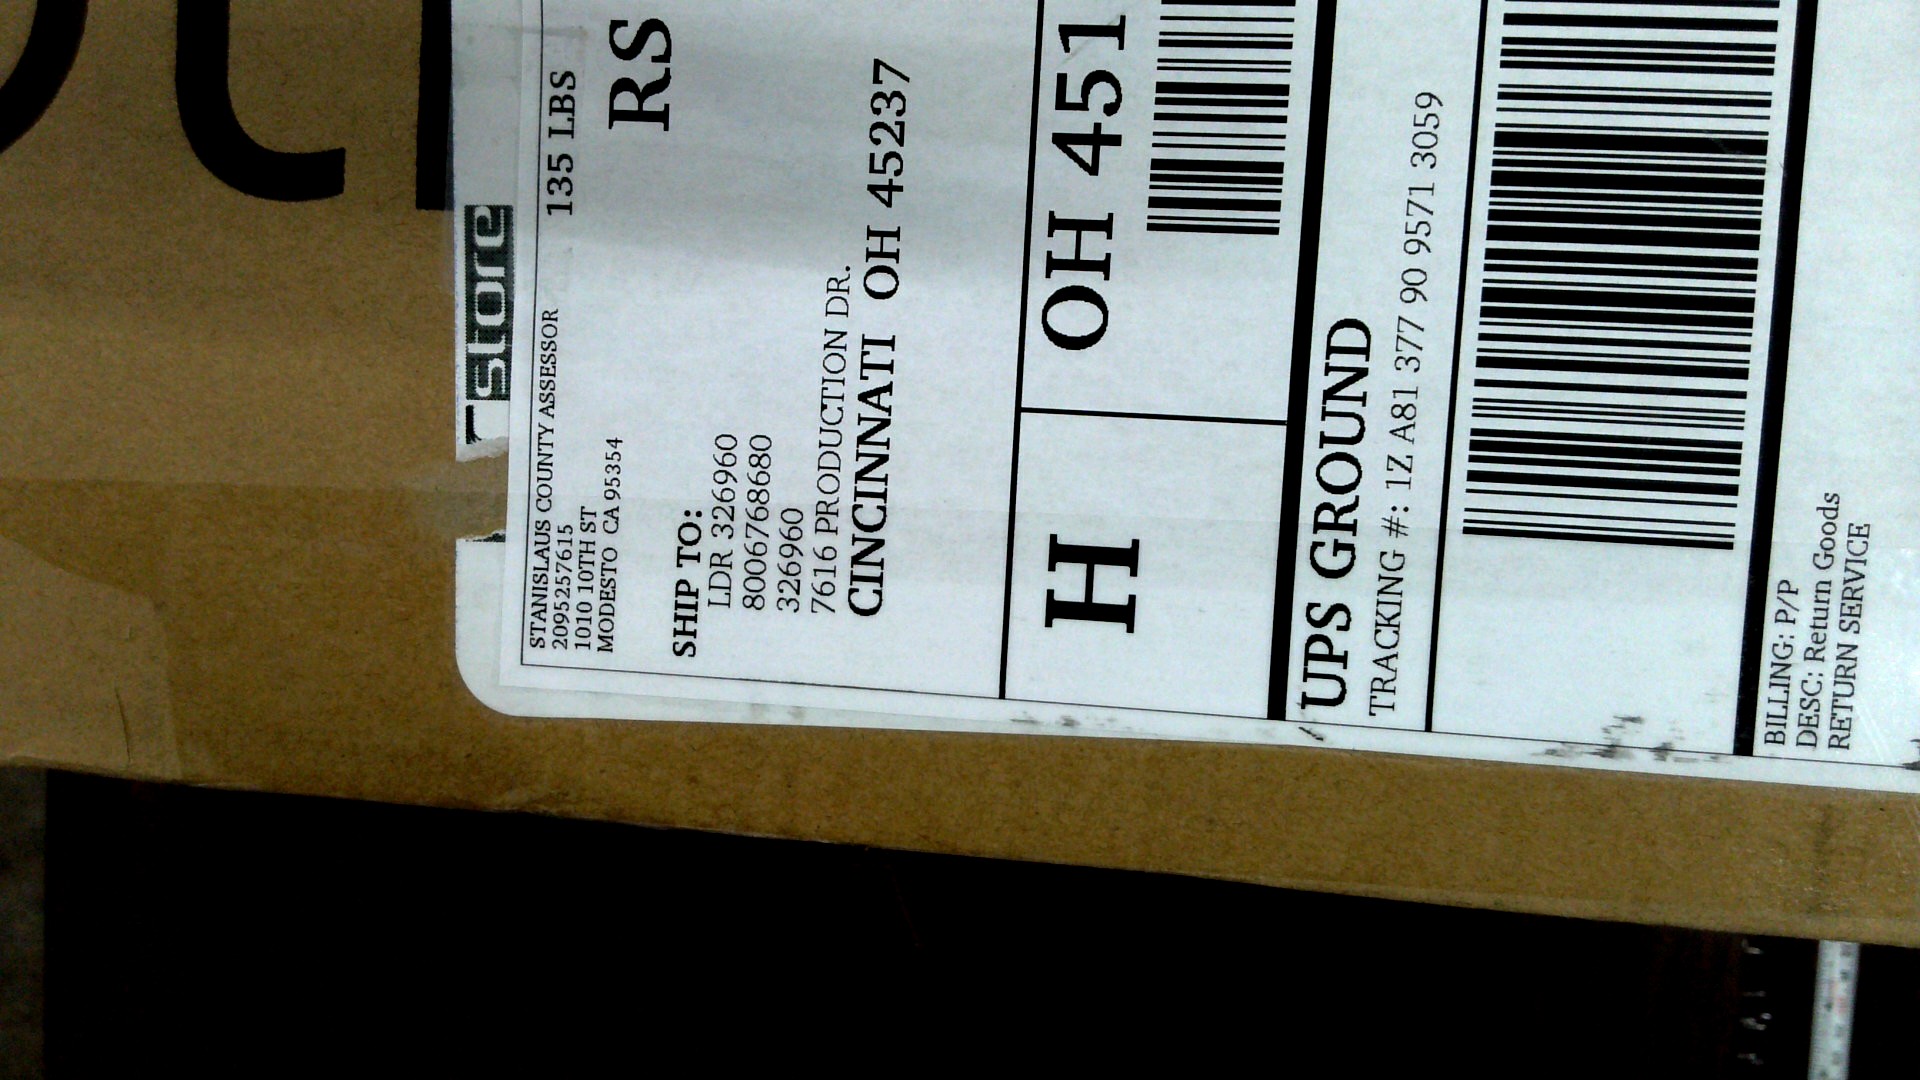 store
STANISLAUS COUNTY ASSESSOR
2095257615
1010 10TH ST
MODESTO CA 95354
135 LBS
RS
SHIP TO:
LDR 326960
8006768680
326960
7616 PRODUCTION DR.
CINCINNATI OH 45237
H
OH 451
UPS GROUND
TRACKING #: 1Z A81 377 90 9571 3059
BILLING: P/P
DESC: Return Goods
RETURN SERVICE